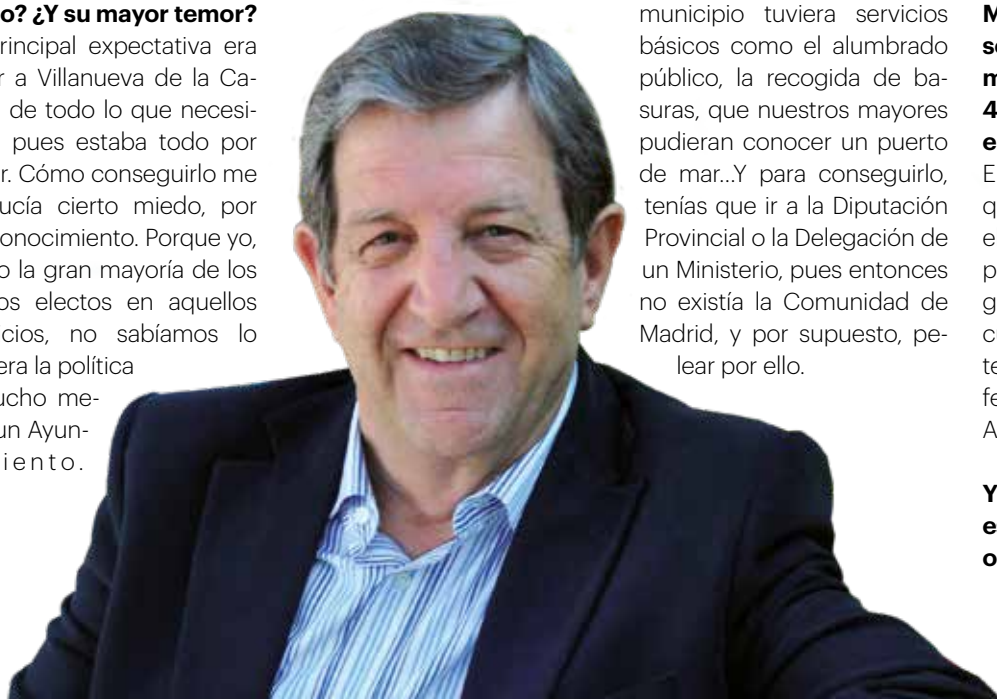 o? ¿Y su mayor temor?
rincipal expectativa era
r a Villanueva de la Ca-
de todo lo que necesi-
pues estaba todo por
r. Cómo conseguirlo me
ucía cierto miedo, por
onocimiento. Porque yo,
o la gran mayoría de los
os electos en aquellos
cios, no sabíamos lo
era la política
ucho me-
un Ayun-
iento.
municipio tuviera servicios
básicos como el alumbrado
público, la recogida de ba-
suras, que nuestros mayores
pudieran conocer un puerto
de mar...Y para conseguirlo,
tenías que ir a la Diputación
Provincial o la Delegación de
un Ministerio, pues entonces
no existía la Comunidad de
Madrid, y por supuesto, pe-
lear por ello.
M
se
m
4
e
E
q
e
p
g
c
te
fe
A
Y
e
o